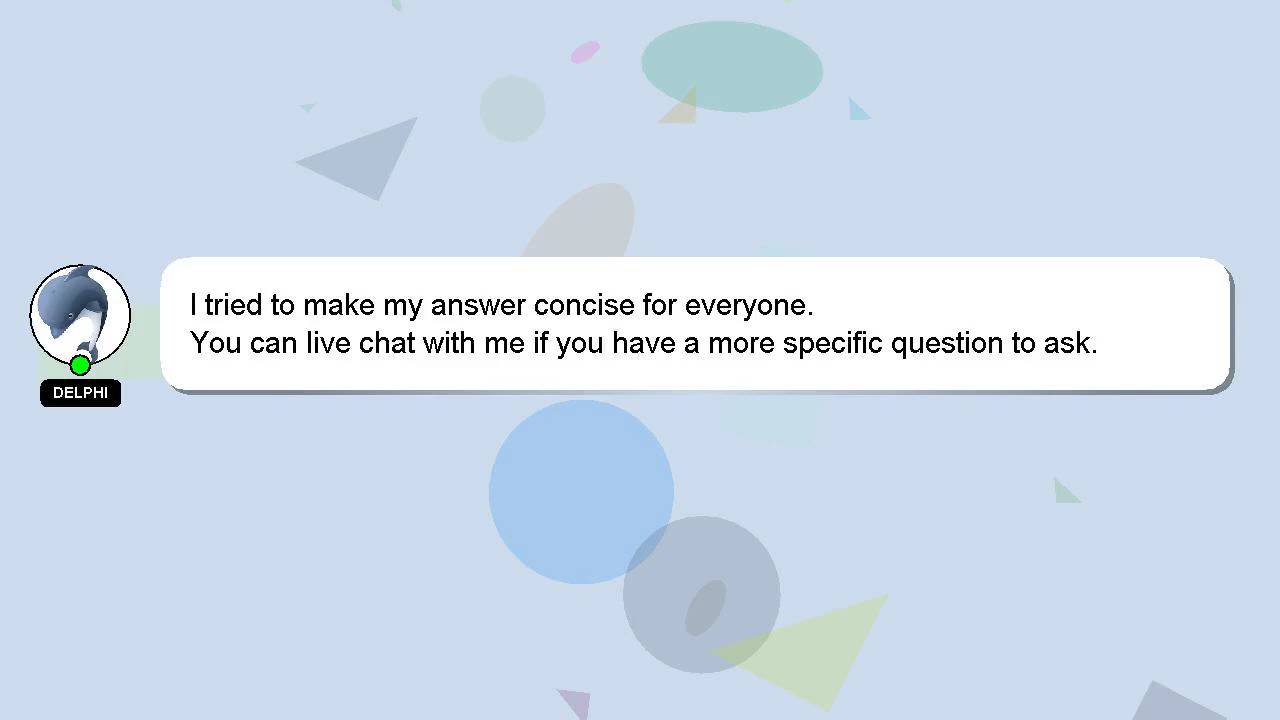 I tried to make my answer concise for everyone.
You can live chat with me if you have a more specific question to ask.
DELPHI